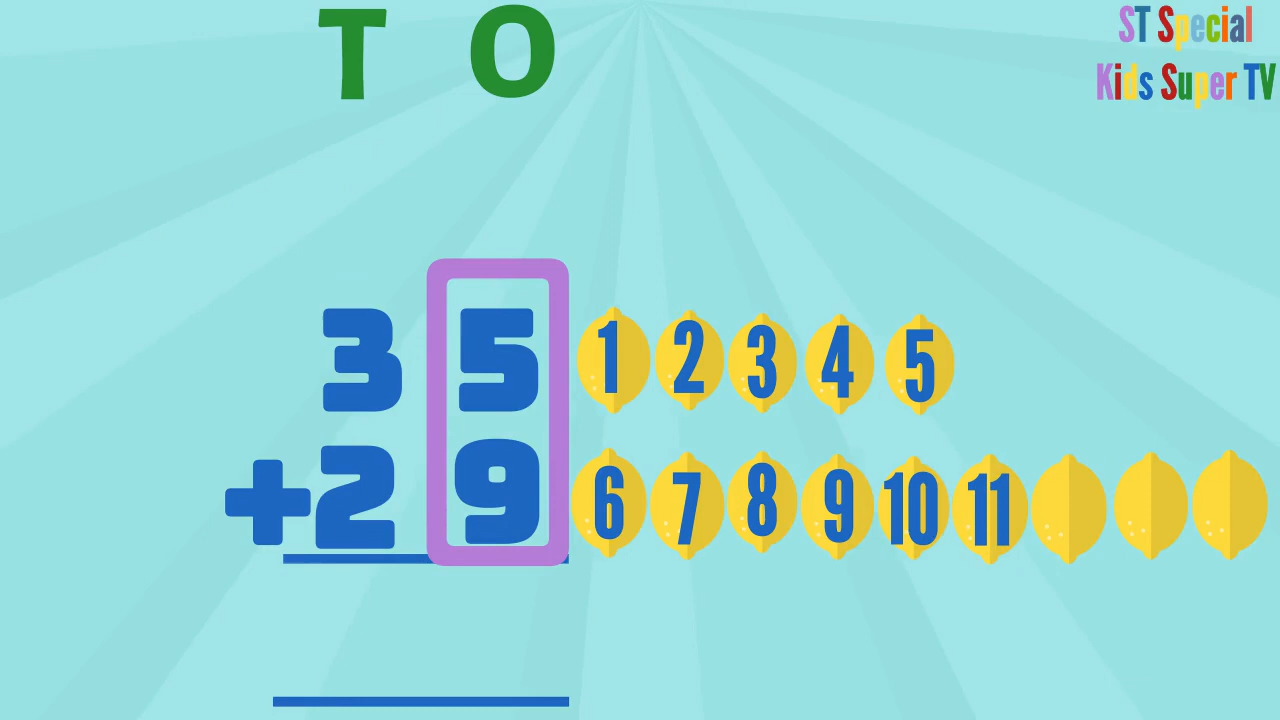 T O
ST Special
Kids Super TV
3 5 1 2 3 4 5
+2 9 6 7 8 9 10 11